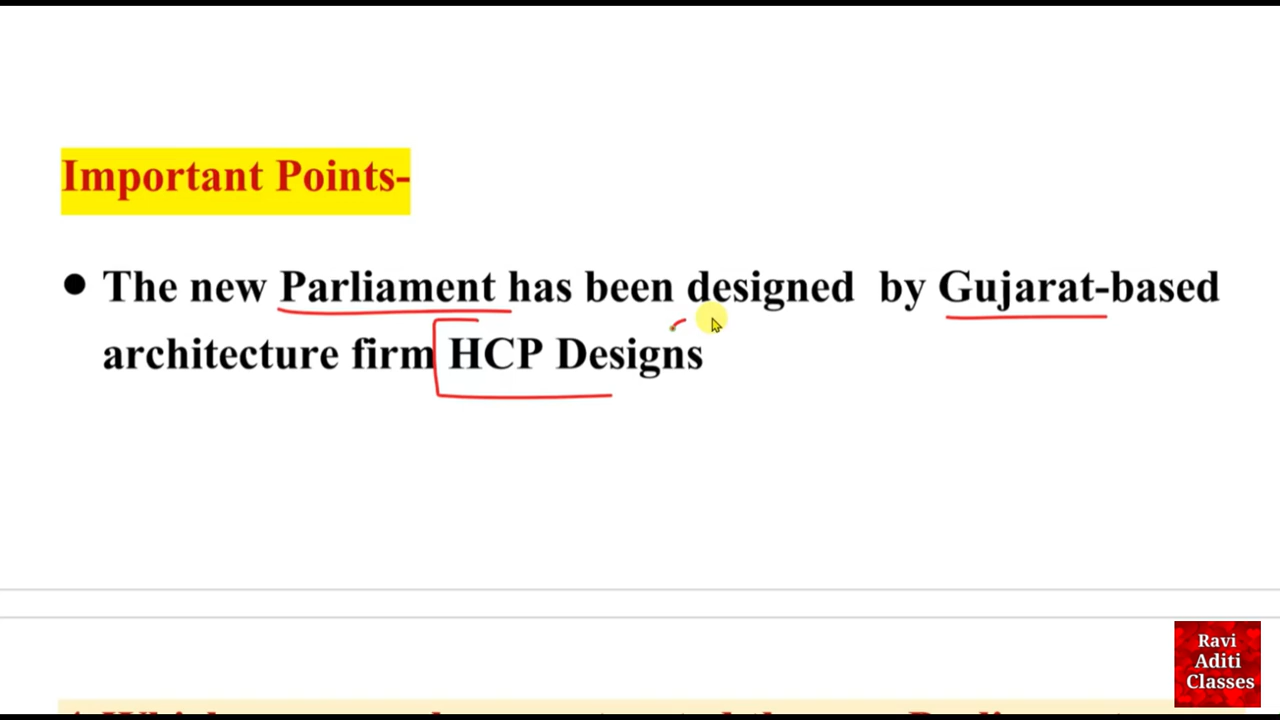 Important Points-
● The new Parliament has been designed by Gujarat-based
architecture firm HCP Designs
Ravi
Aditi
Classes